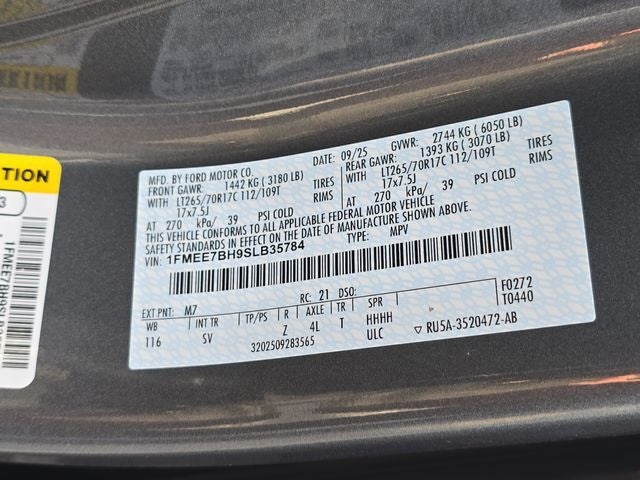 MFD. BY FORD MOTOR CO.
DATE: 09/25
GVWR: 2744 KG ( 6050 LB)
FRONT GAWR: 1442 KG ( 3180 LB)
REAR GAWR: 1393 KG ( 3070 LB)
WITH LT265/70R17C 112/109T TIRES
WITH LT265/70R17C 112/109T TIRES
17x7.5J RIMS
17x7.5J RIMS
AT 270 kPa/ 39 PSI COLD
AT 270 kPa/ 39 PSI COLD
THIS VEHICLE CONFORMS TO ALL APPLICABLE FEDERAL MOTOR VEHICLE
SAFETY STANDARDS IN EFFECT ON THE DATE OF MANUFACTURE SHOWN ABOVE.
VIN: 1FMEE7BH9SLB35784
TYPE: MPV
EXT PNT: M7
RC: 21 DSO:
F0272
WB INT TR TP/PS R AXLE TR SPR
T0440
116 SV Z 4L T HHHH
ULC ▽ RU5A-3520472-AB
3202509283565
TION
3
1FMEE7BH9SLB35